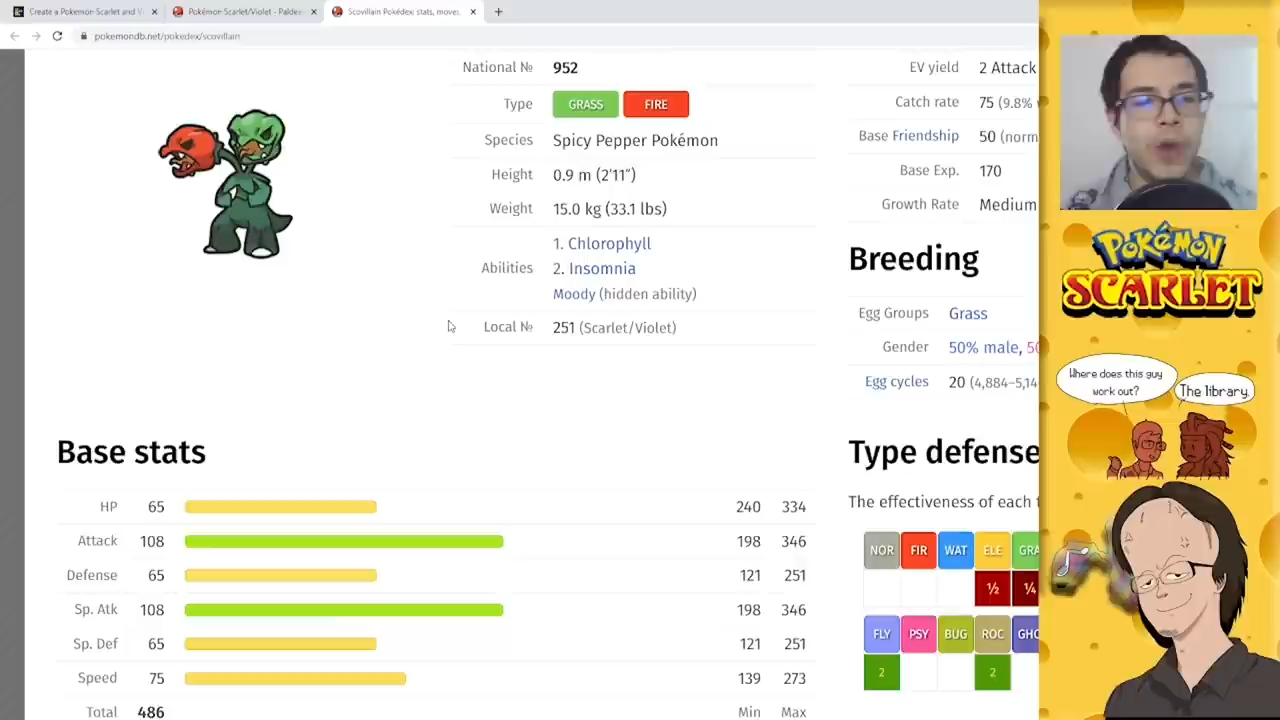 Create a Pokemon Scarlet and Vi
Pokémon Scarlet/Violet - Paldea
Scovillain Pokédex: stats, moves,
pokemondb.net/pokedex/scovillain
National № 952
Type GRASS FIRE
Species Spicy Pepper Pokémon
Height 0.9 m (2′11″)
Weight 15.0 kg (33.1 lbs)
Abilities 1. Chlorophyll
2. Insomnia
Moody (hidden ability)
Local № 251 (Scarlet/Violet)
EV yield 2 Attack
Catch rate 75 (9.8%
Base Friendship 50 (norm
Base Exp. 170
Growth Rate Medium
Breeding
Egg Groups Grass
Gender 50% male, 50
Egg cycles 20 (4,884–5,14
Base stats
HP 65 240 334
Attack 108 198 346
Defense 65 121 251
Sp. Atk 108 198 346
Sp. Def 65 121 251
Speed 75 139 273
Total 486 Min Max
Type defense
The effectiveness of each t
NOR FIR WAT ELE GRA
½ ¼
FLY PSY BUG ROC GHO
2 2
POKéMON
SCARLET
Where does this guy
work out?
The library.